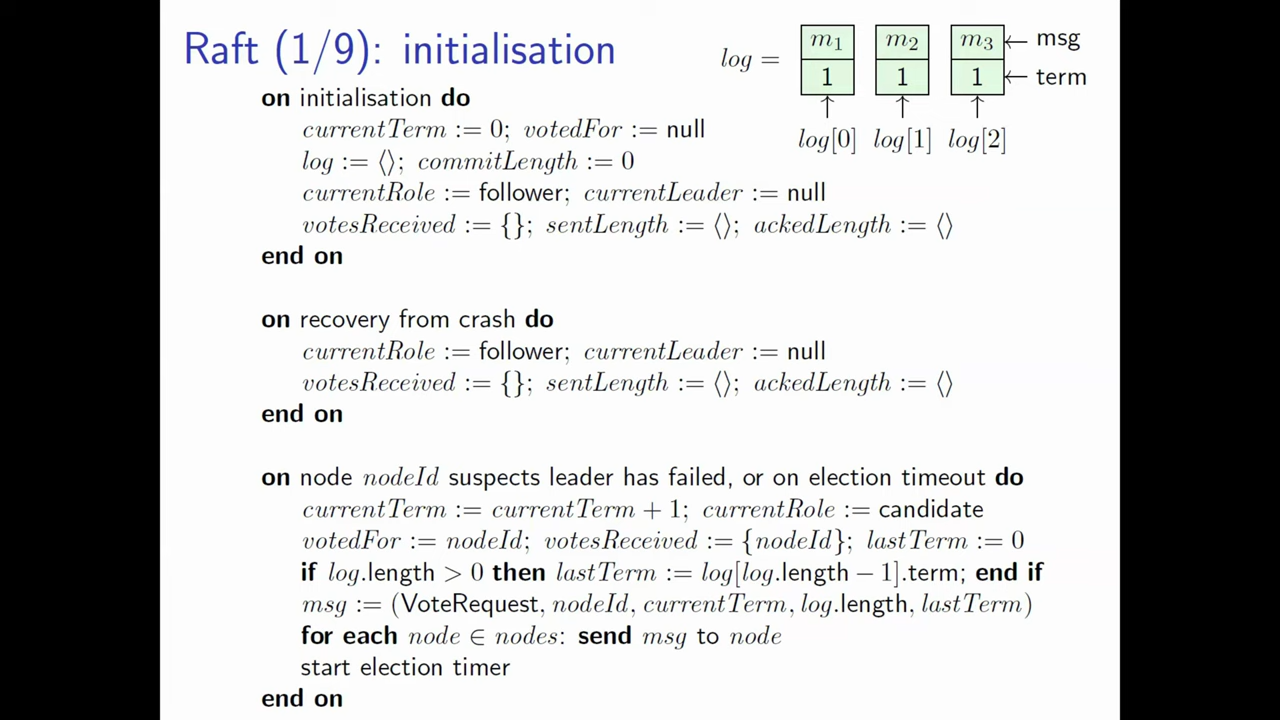 Raft (1/9): initialisation
log =
m1 m2 m3 ← msg
1 1 1 ← term
↑ ↑ ↑
log[0] log[1] log[2]
on initialisation do
currentTerm := 0; votedFor := null
log := ⟨⟩; commitLength := 0
currentRole := follower; currentLeader := null
votesReceived := {}; sentLength := ⟨⟩; ackedLength := ⟨⟩
end on
on recovery from crash do
currentRole := follower; currentLeader := null
votesReceived := {}; sentLength := ⟨⟩; ackedLength := ⟨⟩
end on
on node nodeId suspects leader has failed, or on election timeout do
currentTerm := currentTerm + 1; currentRole := candidate
votedFor := nodeId; votesReceived := {nodeId}; lastTerm := 0
if log.length > 0 then lastTerm := log[log.length − 1].term; end if
msg := (VoteRequest, nodeId, currentTerm, log.length, lastTerm)
for each node ∈ nodes: send msg to node
start election timer
end on